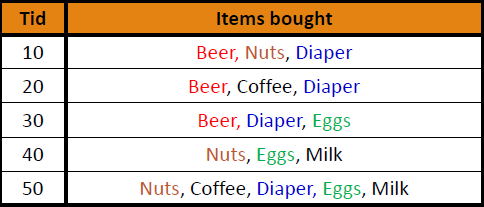 Tid Items bought
10 Beer, Nuts, Diaper
20 Beer, Coffee, Diaper
30 Beer, Diaper, Eggs
40 Nuts, Eggs, Milk
50 Nuts, Coffee, Diaper, Eggs, Milk